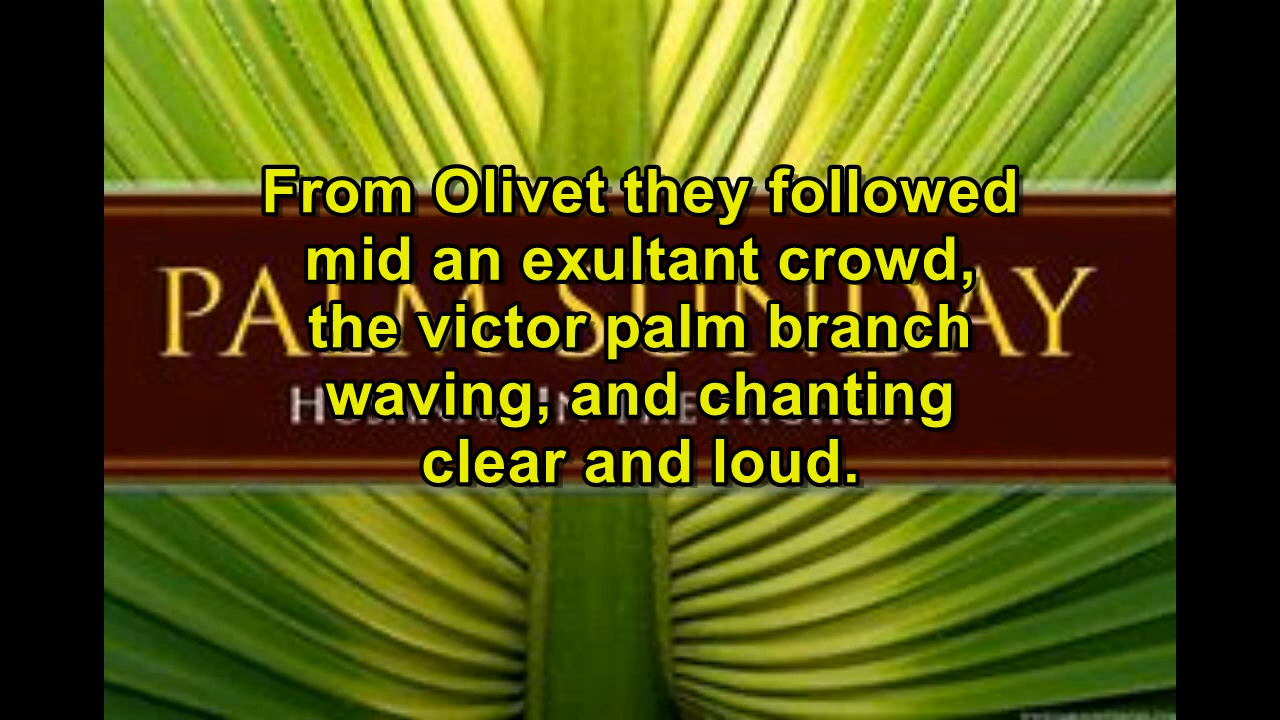 From Olivet they followed
mid an exultant crowd,
PALM SUNDAY
the victor palm branch
waving, and chanting
clear and loud.